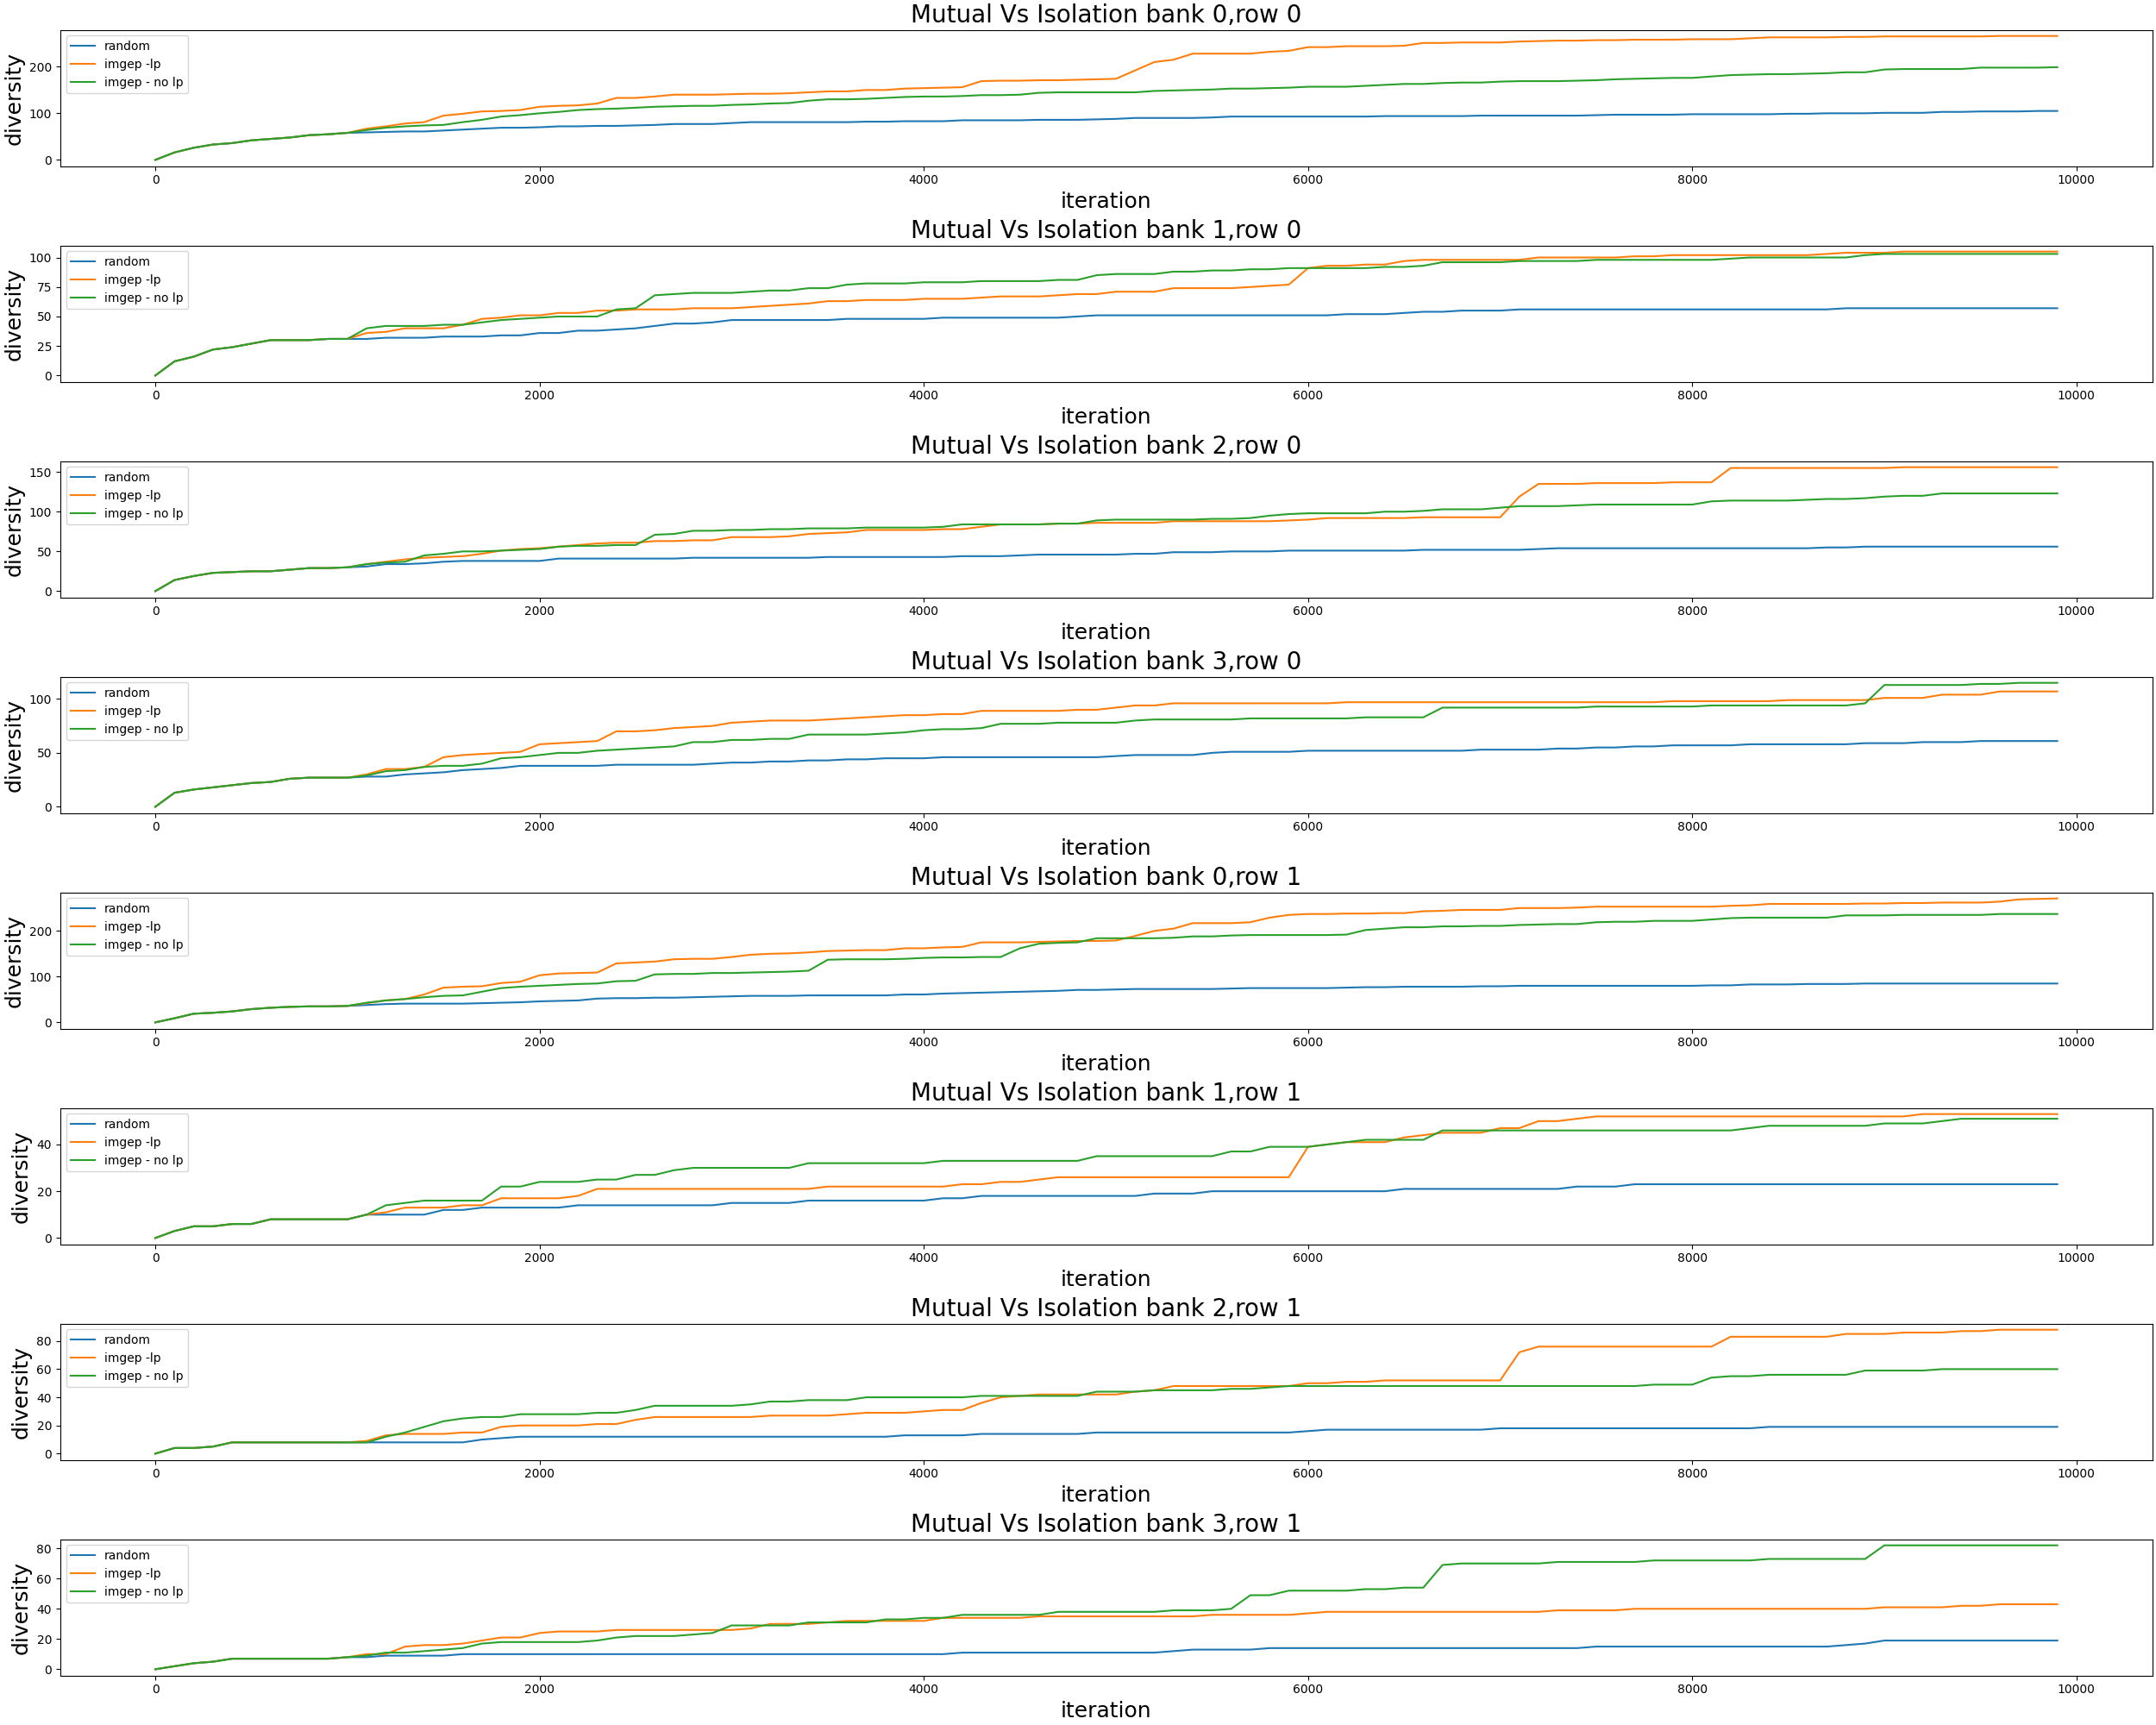 Mutual Vs Isolation bank 0,row 0
random
imgep -lp
imgep - no lp
diversity
200
100
0
0 2000 4000 6000 8000 10000
iteration
Mutual Vs Isolation bank 1,row 0
random
imgep -lp
imgep - no lp
diversity
100
75
50
25
0
0 2000 4000 6000 8000 10000
iteration
Mutual Vs Isolation bank 2,row 0
random
imgep -lp
imgep - no lp
diversity
150
100
50
0
0 2000 4000 6000 8000 10000
iteration
Mutual Vs Isolation bank 3,row 0
random
imgep -lp
imgep - no lp
diversity
100
50
0
0 2000 4000 6000 8000 10000
iteration
Mutual Vs Isolation bank 0,row 1
random
imgep -lp
imgep - no lp
diversity
200
100
0
0 2000 4000 6000 8000 10000
iteration
Mutual Vs Isolation bank 1,row 1
random
imgep -lp
imgep - no lp
diversity
40
20
0
0 2000 4000 6000 8000 10000
iteration
Mutual Vs Isolation bank 2,row 1
random
imgep -lp
imgep - no lp
diversity
80
60
40
20
0
0 2000 4000 6000 8000 10000
iteration
Mutual Vs Isolation bank 3,row 1
random
imgep -lp
imgep - no lp
diversity
80
60
40
20
0
0 2000 4000 6000 8000 10000
iteration